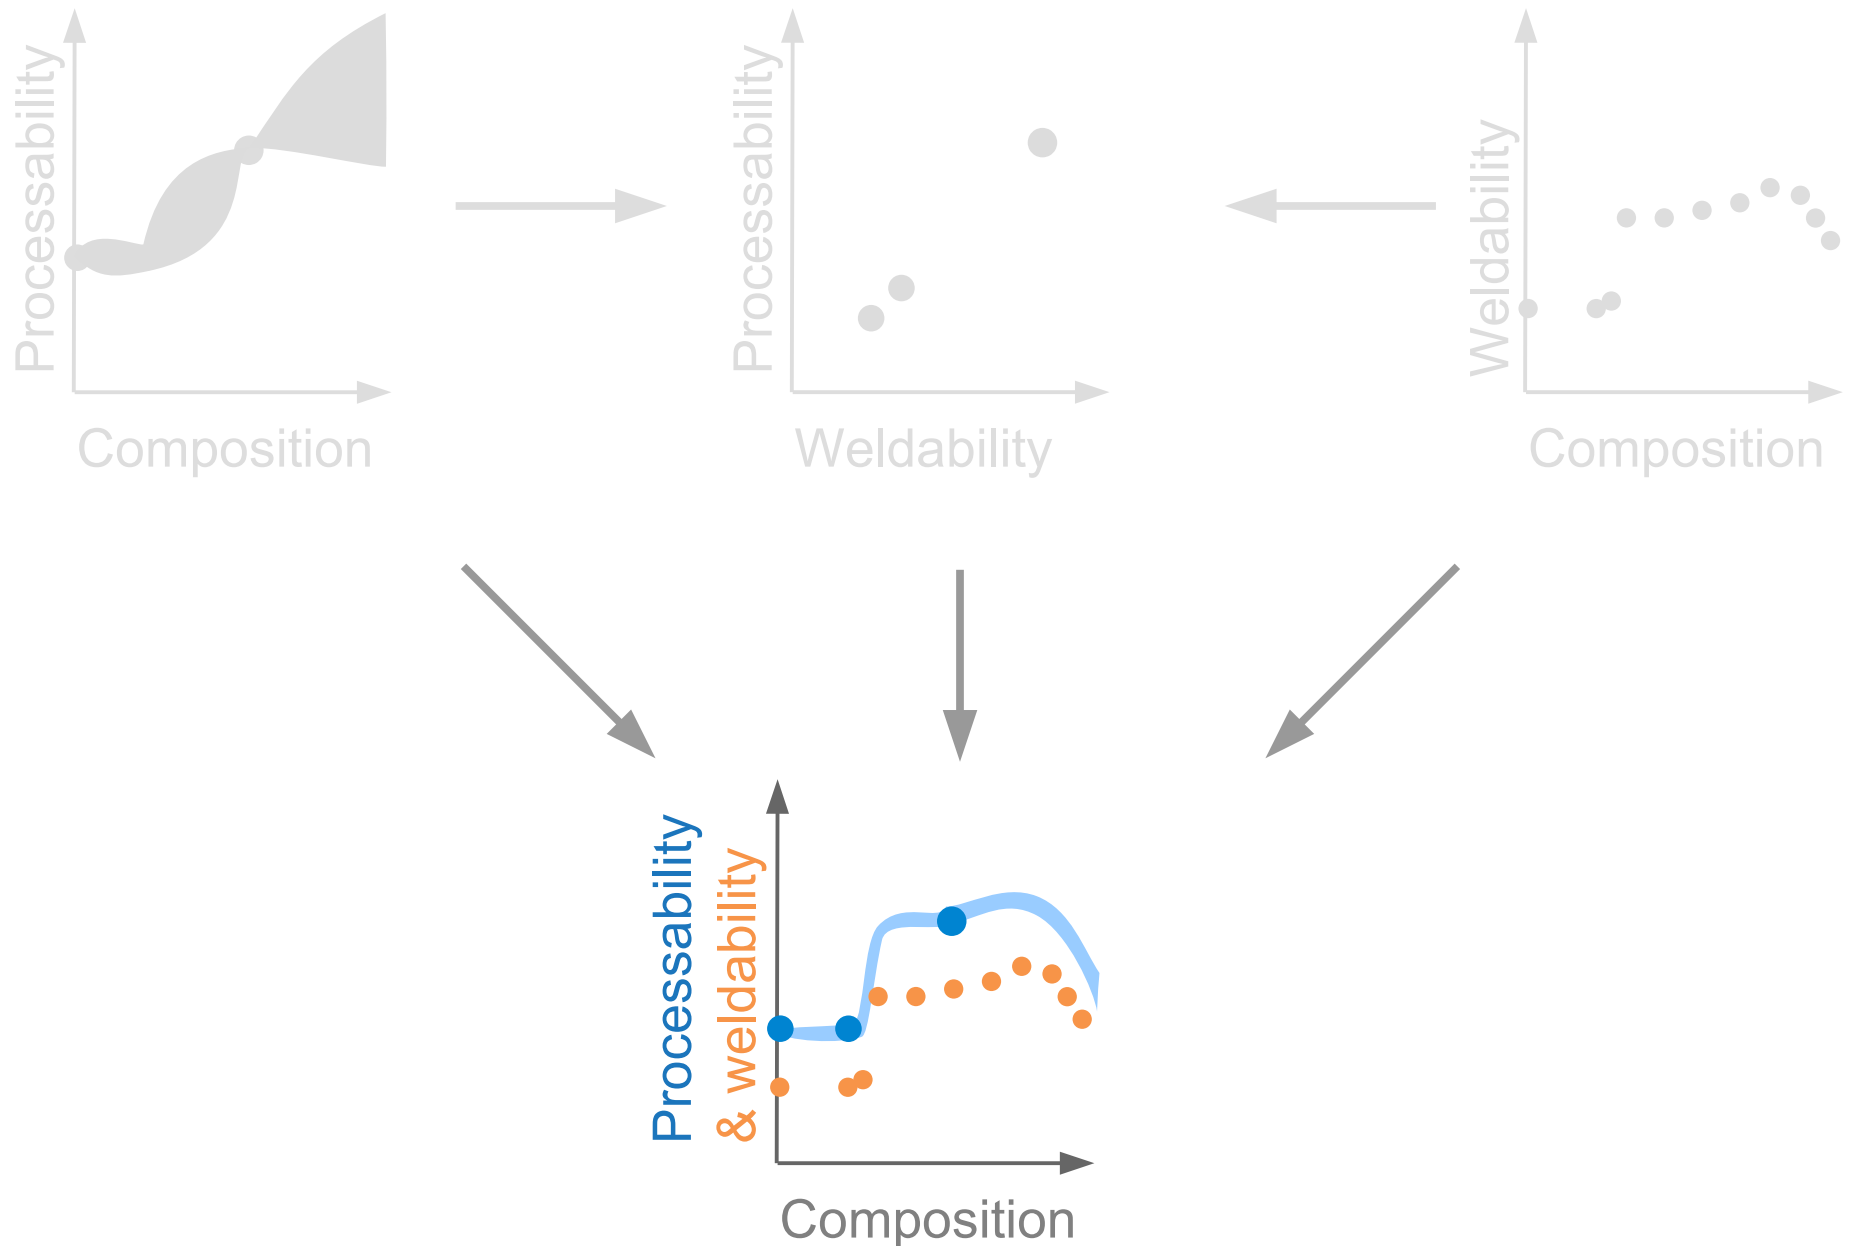 Processability
Composition
Processability
Weldability
Weldability
Composition
Processability
& weldability
Composition